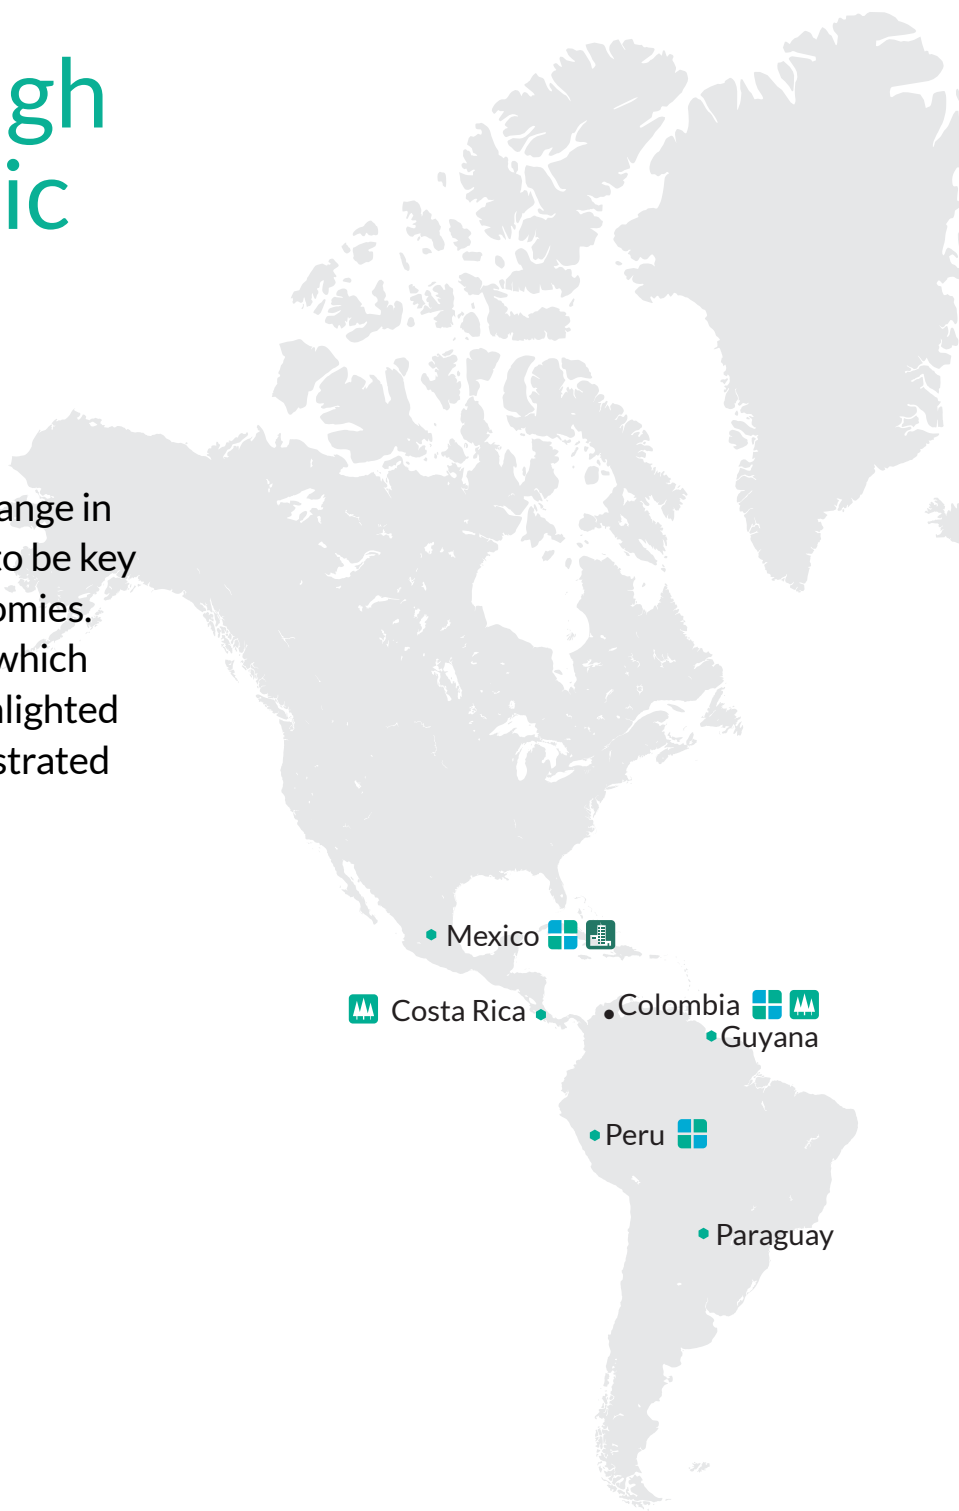 gh
ic
ange in
to be key
omies.
which
lighted
strated
Mexico
Costa Rica
Colombia
Guyana
Peru
Paraguay